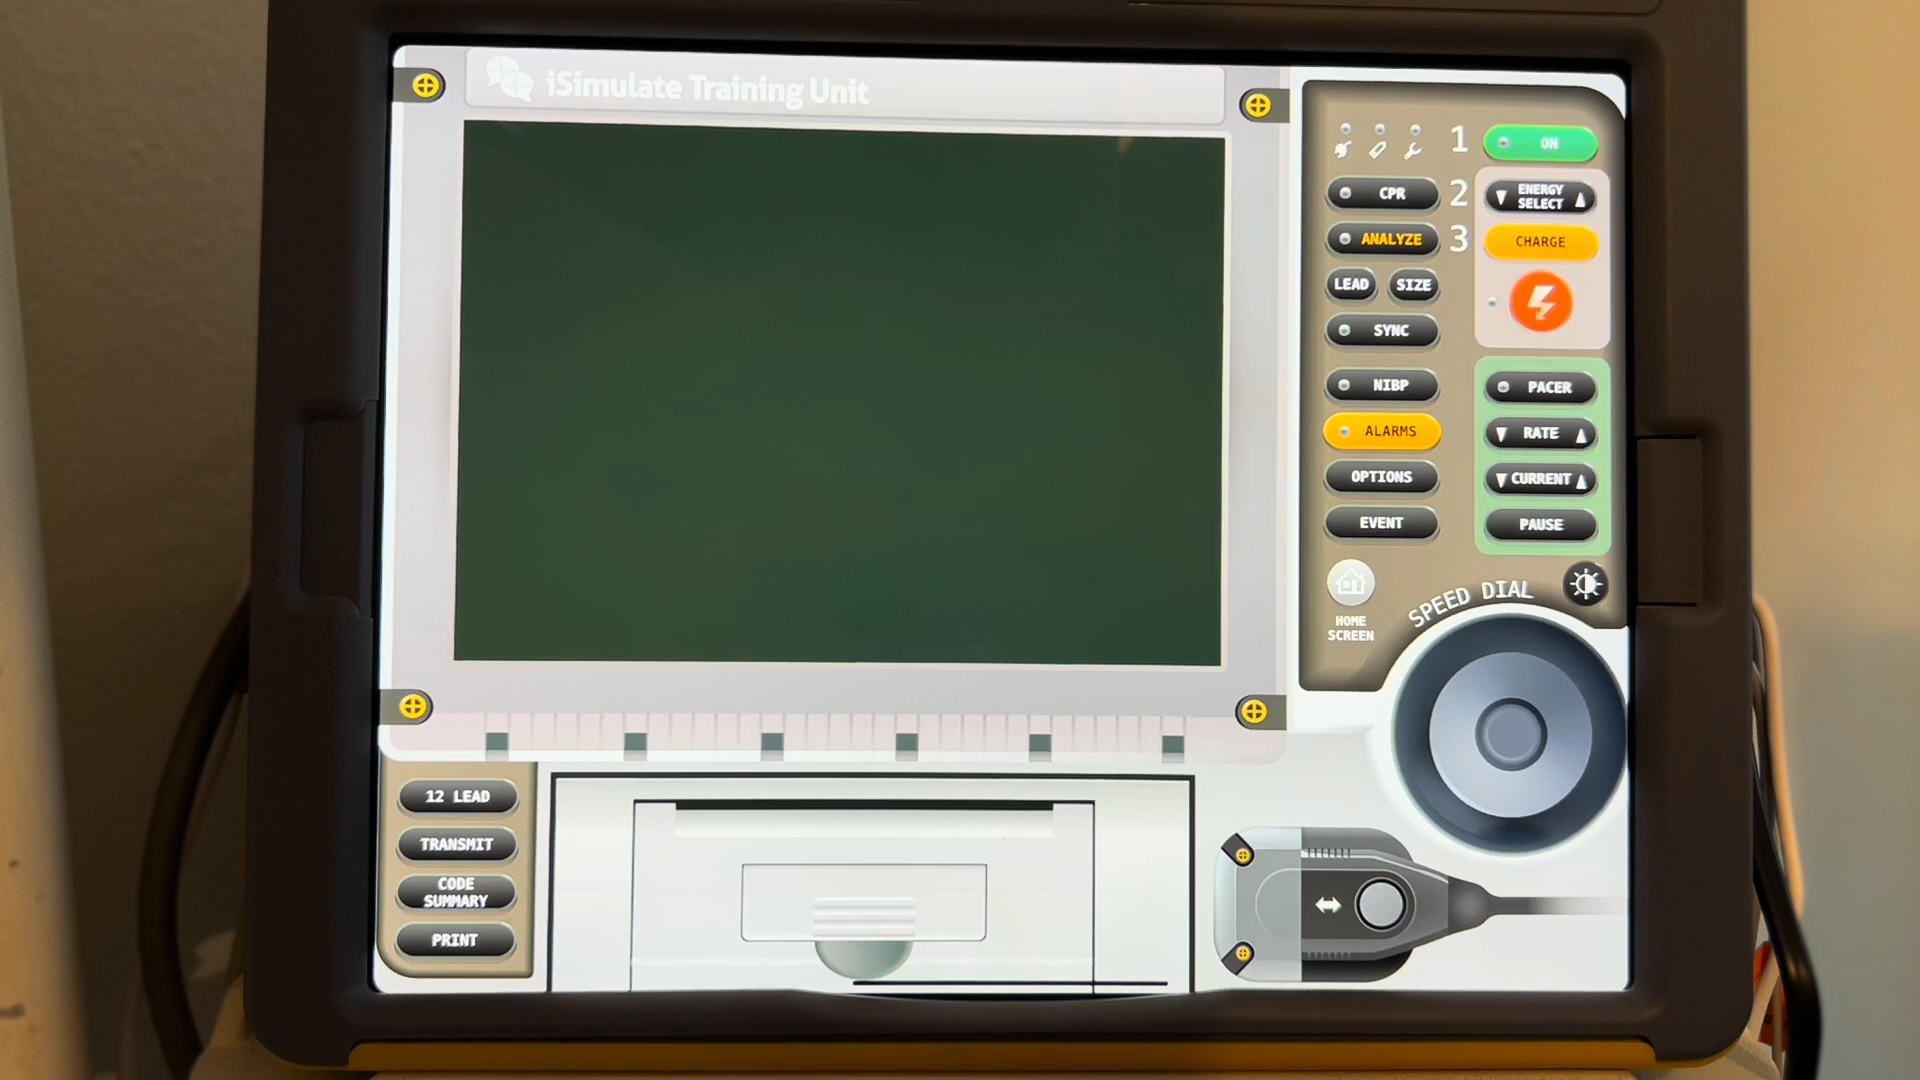 iSimulate Training Unit
1 ON
CPR 2 ENERGY SELECT
ANALYZE 3 CHARGE
LEAD SIZE
SYNC
NIBP PACER
ALARMS RATE
OPTIONS CURRENT
EVENT PAUSE
HOME
SCREEN
SPEED DIAL
12 LEAD
TRANSMIT
CODE
SUMMARY
PRINT